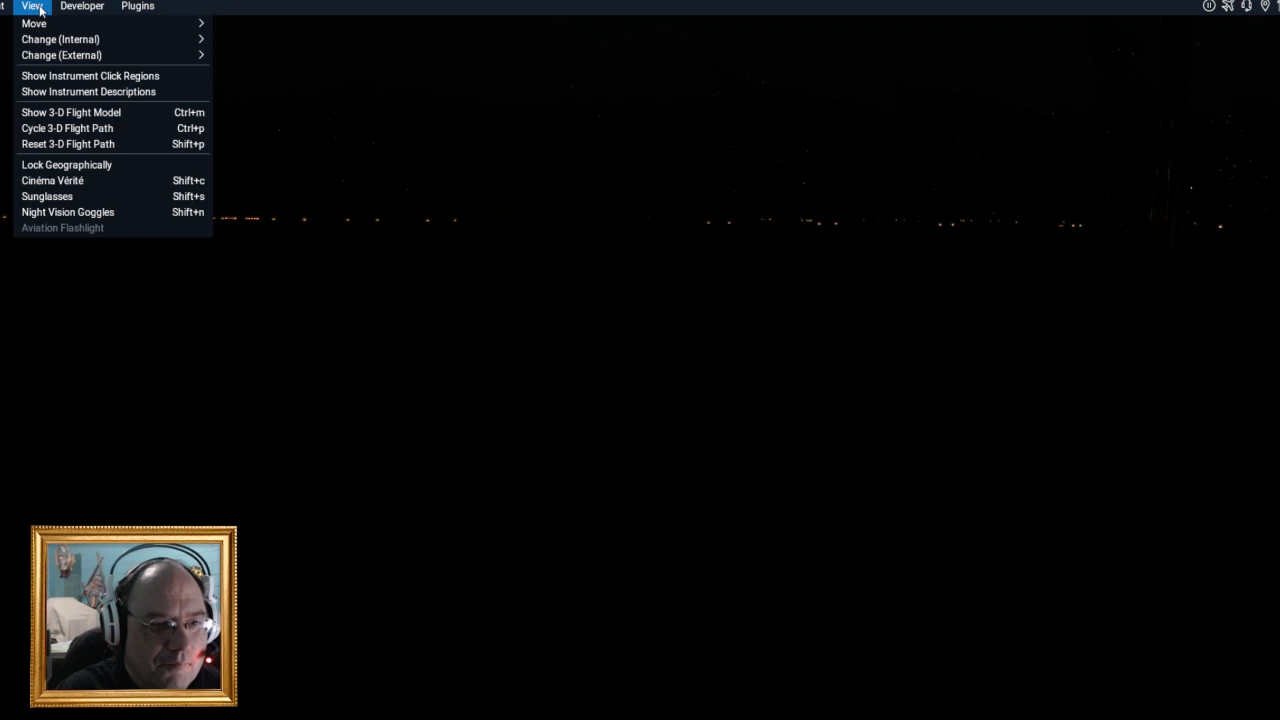 View Developer Plugins
Move
Change (Internal)
Change (External)
Show Instrument Click Regions
Show Instrument Descriptions
Show 3-D Flight Model Ctrl+m
Cycle 3-D Flight Path Ctrl+p
Reset 3-D Flight Path Shift+p
Lock Geographically
Cinéma Vérité Shift+c
Sunglasses Shift+s
Night Vision Goggles Shift+n
Aviation Flashlight